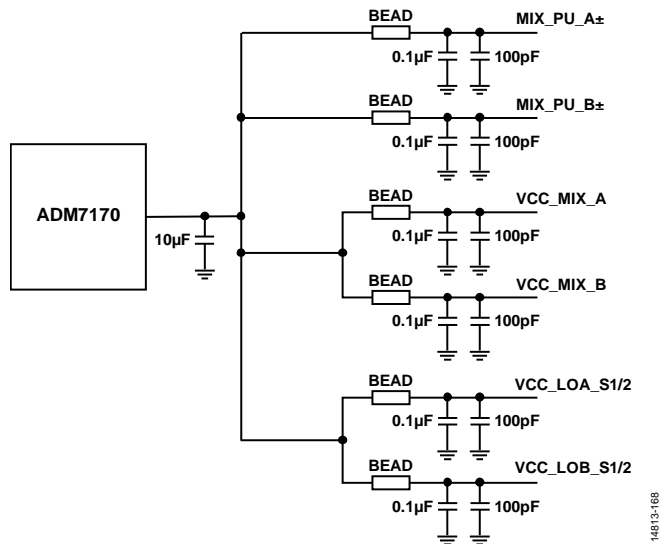 BEAD
MIX_PU_A±
0.1µF
100pF
BEAD
MIX_PU_B±
0.1µF
100pF
ADM7170
10µF
BEAD
VCC_MIX_A
0.1µF
100pF
BEAD
VCC_MIX_B
0.1µF
100pF
BEAD
VCC_LOA_S1/2
0.1µF
100pF
BEAD
VCC_LOB_S1/2
0.1µF
100pF
14813-168